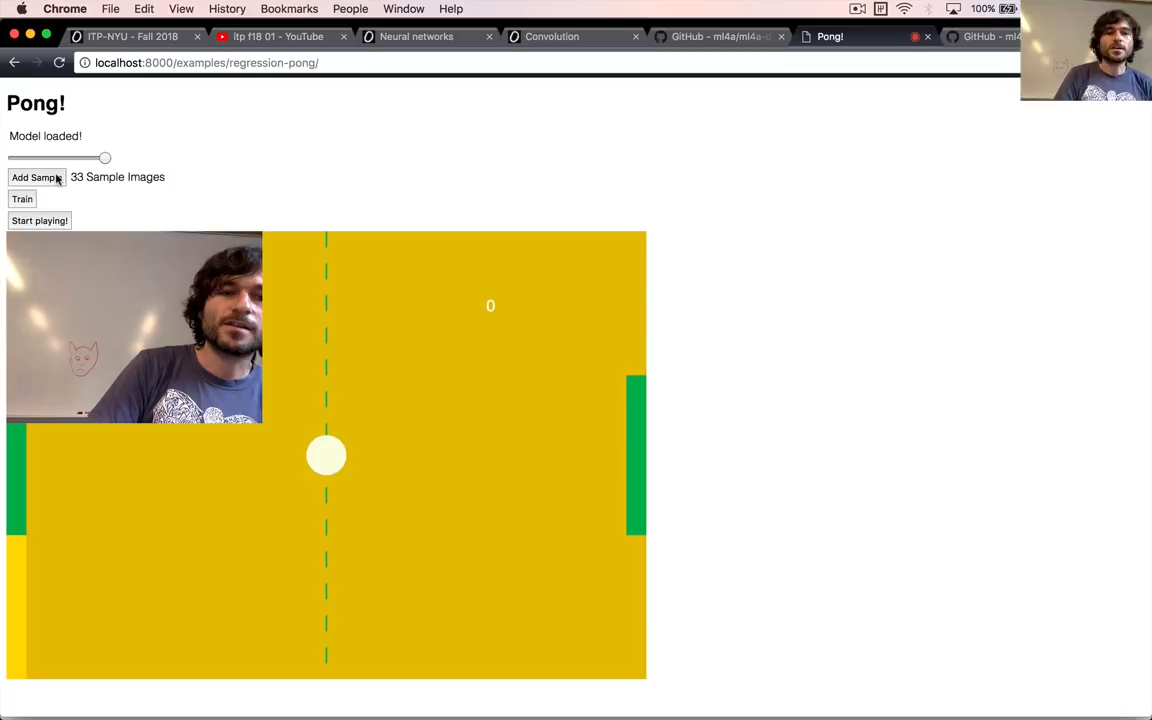 Chrome File Edit View History Bookmarks People Window Help 100%
ITP-NYU - Fall 2018 Itp f18 01 - YouTube Neural networks Convolution GitHub - ml4a/ml4a- Pong! GitHub - ml4
localhost:8000/examples/regression-pong/
Pong!
Model loaded!
Add Sample 33 Sample Images
Train
Start playing!
0